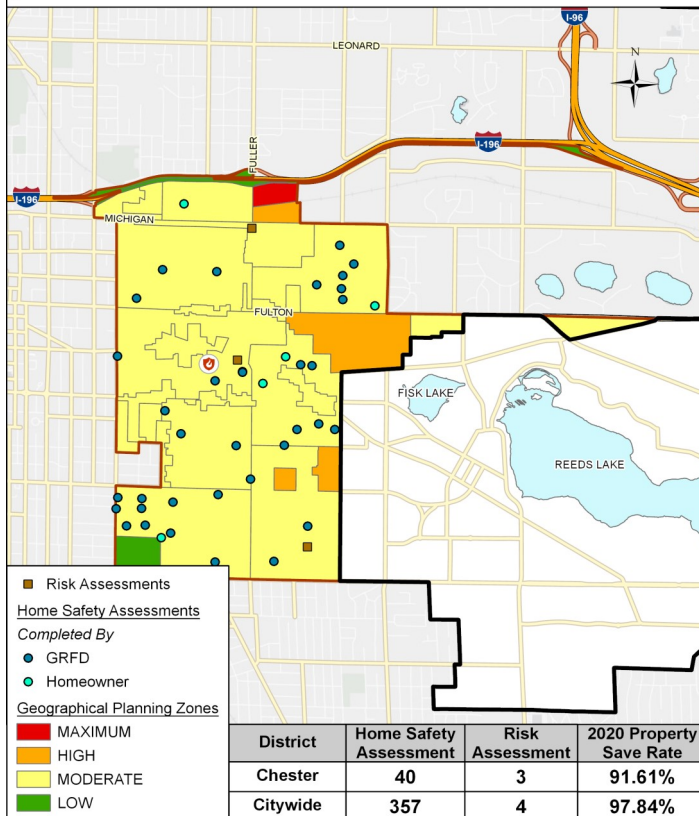 I-96
LEONARD
N
FULLER
I-196
I-196
MICHIGAN
FULTON
FISK LAKE
REEDS LAKE
Risk Assessments
Home Safety Assessments
Completed By
GRFD
Homeowner
Geographical Planning Zones
MAXIMUM
HIGH
MODERATE
LOW
District Home Safety Assessment Risk Assessment 2020 Property Save Rate
Chester 40 3 91.61%
Citywide 357 4 97.84%